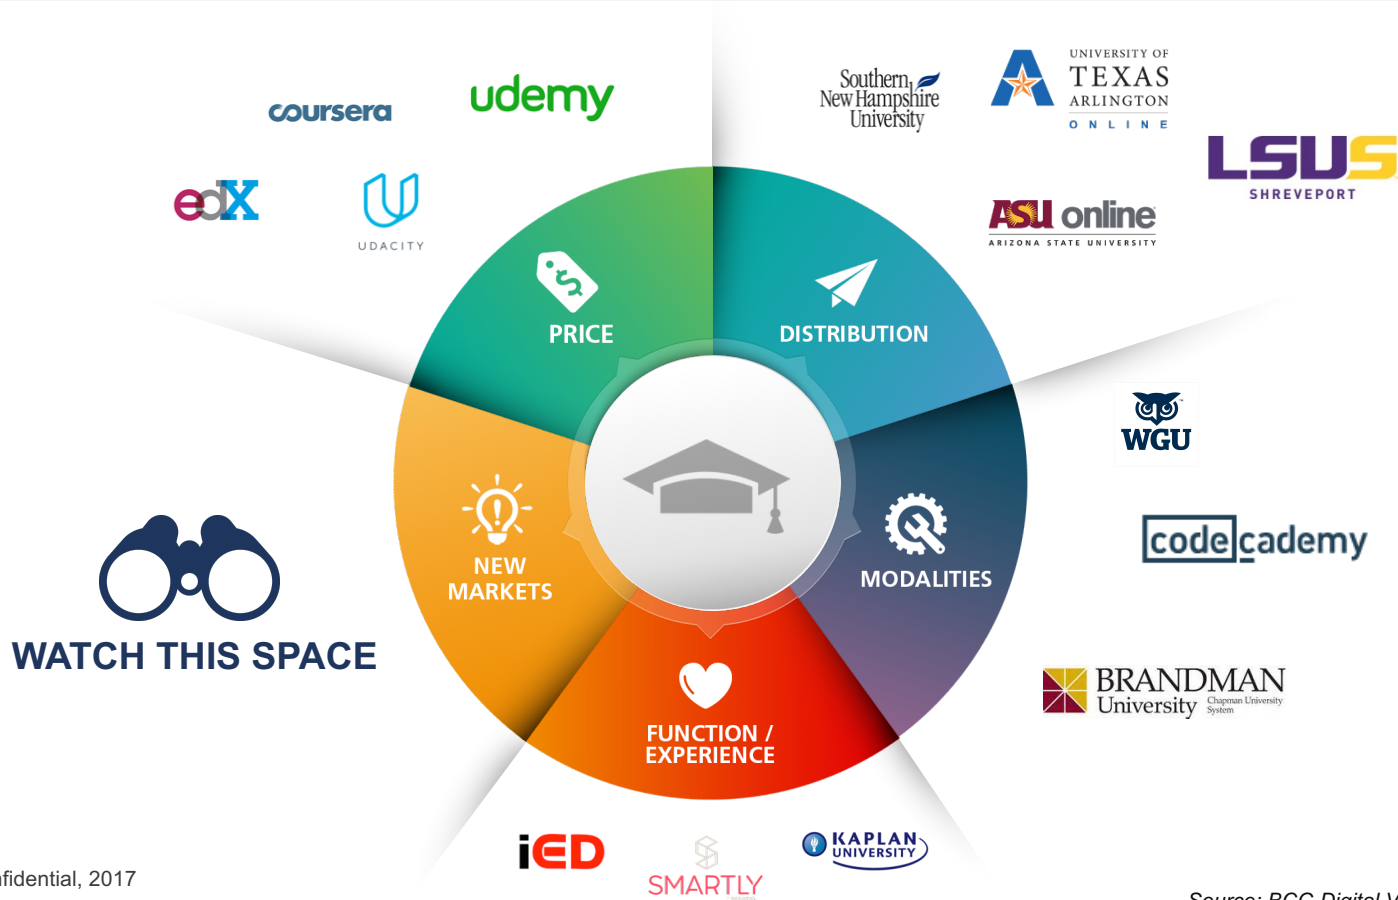 coursera
udemy
edX
UDACITY
Southern
New Hampshire
University
UNIVERSITY OF
TEXAS
ARLINGTON
ONLINE
LSUS
SHREVEPORT
ASU online
ARIZONA STATE UNIVERSITY
PRICE
DISTRIBUTION
WGU
NEW
MARKETS
codecademy
MODALITIES
WATCH THIS SPACE
BRANDMAN
University
Chapman University
System
FUNCTION /
EXPERIENCE
iED
SMARTLY
KAPLAN
UNIVERSITY
nfidential, 2017
Source: BCG Digital V